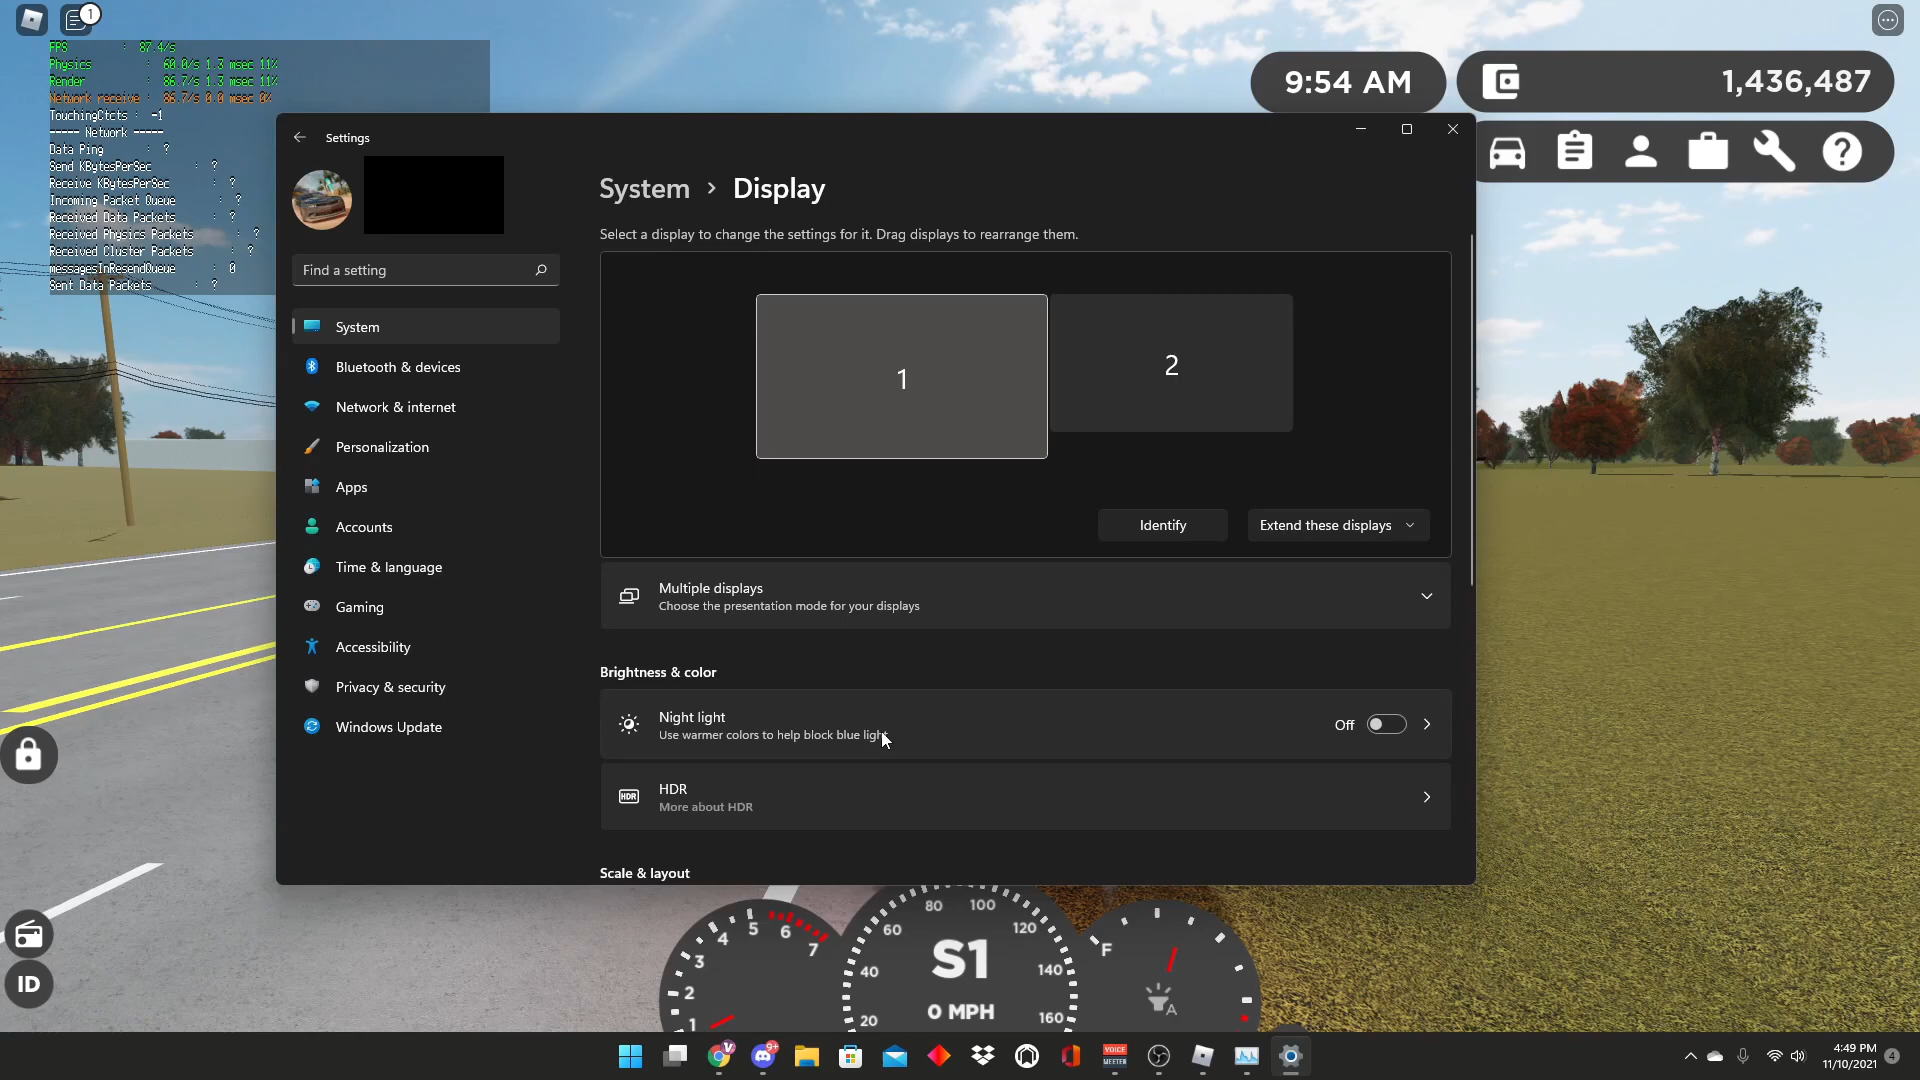 1
FPS : 87.4/s
Physics : 60.0/s 1.3 msec 11%
Render : 86.7/s 1.3 msec 11%
Network receive : 86.7/s 0.0 msec 0%
TouchingCtcts : -1
----- Network -----
Data Ping : ?
Send KBytesPerSec : ?
Receive KBytesPerSec : ?
Incoming Packet Queue : ?
Received Data Packets : ?
Received Physics Packets : ?
Received Cluster Packets : ?
messagesInResendQueue : 0
Sent Data Packets : ?
9:54 AM
1,436,487
Settings
Find a setting
System
Bluetooth & devices
Network & internet
Personalization
Apps
Accounts
Time & language
Gaming
Accessibility
Privacy & security
Windows Update
System > Display
Select a display to change the settings for it. Drag displays to rearrange them.
1
2
Identify
Extend these displays
Multiple displays
Choose the presentation mode for your displays
Brightness & color
Night light
Use warmer colors to help block blue light
Off
HDR
HDR
More about HDR
Scale & layout
ID
1
2
3
4
5
6
7
20
40
60
80
100
120
140
160
S1
0 MPH
F
A
V
9+
VOICE
MEETER
4:49 PM
11/10/2021
4